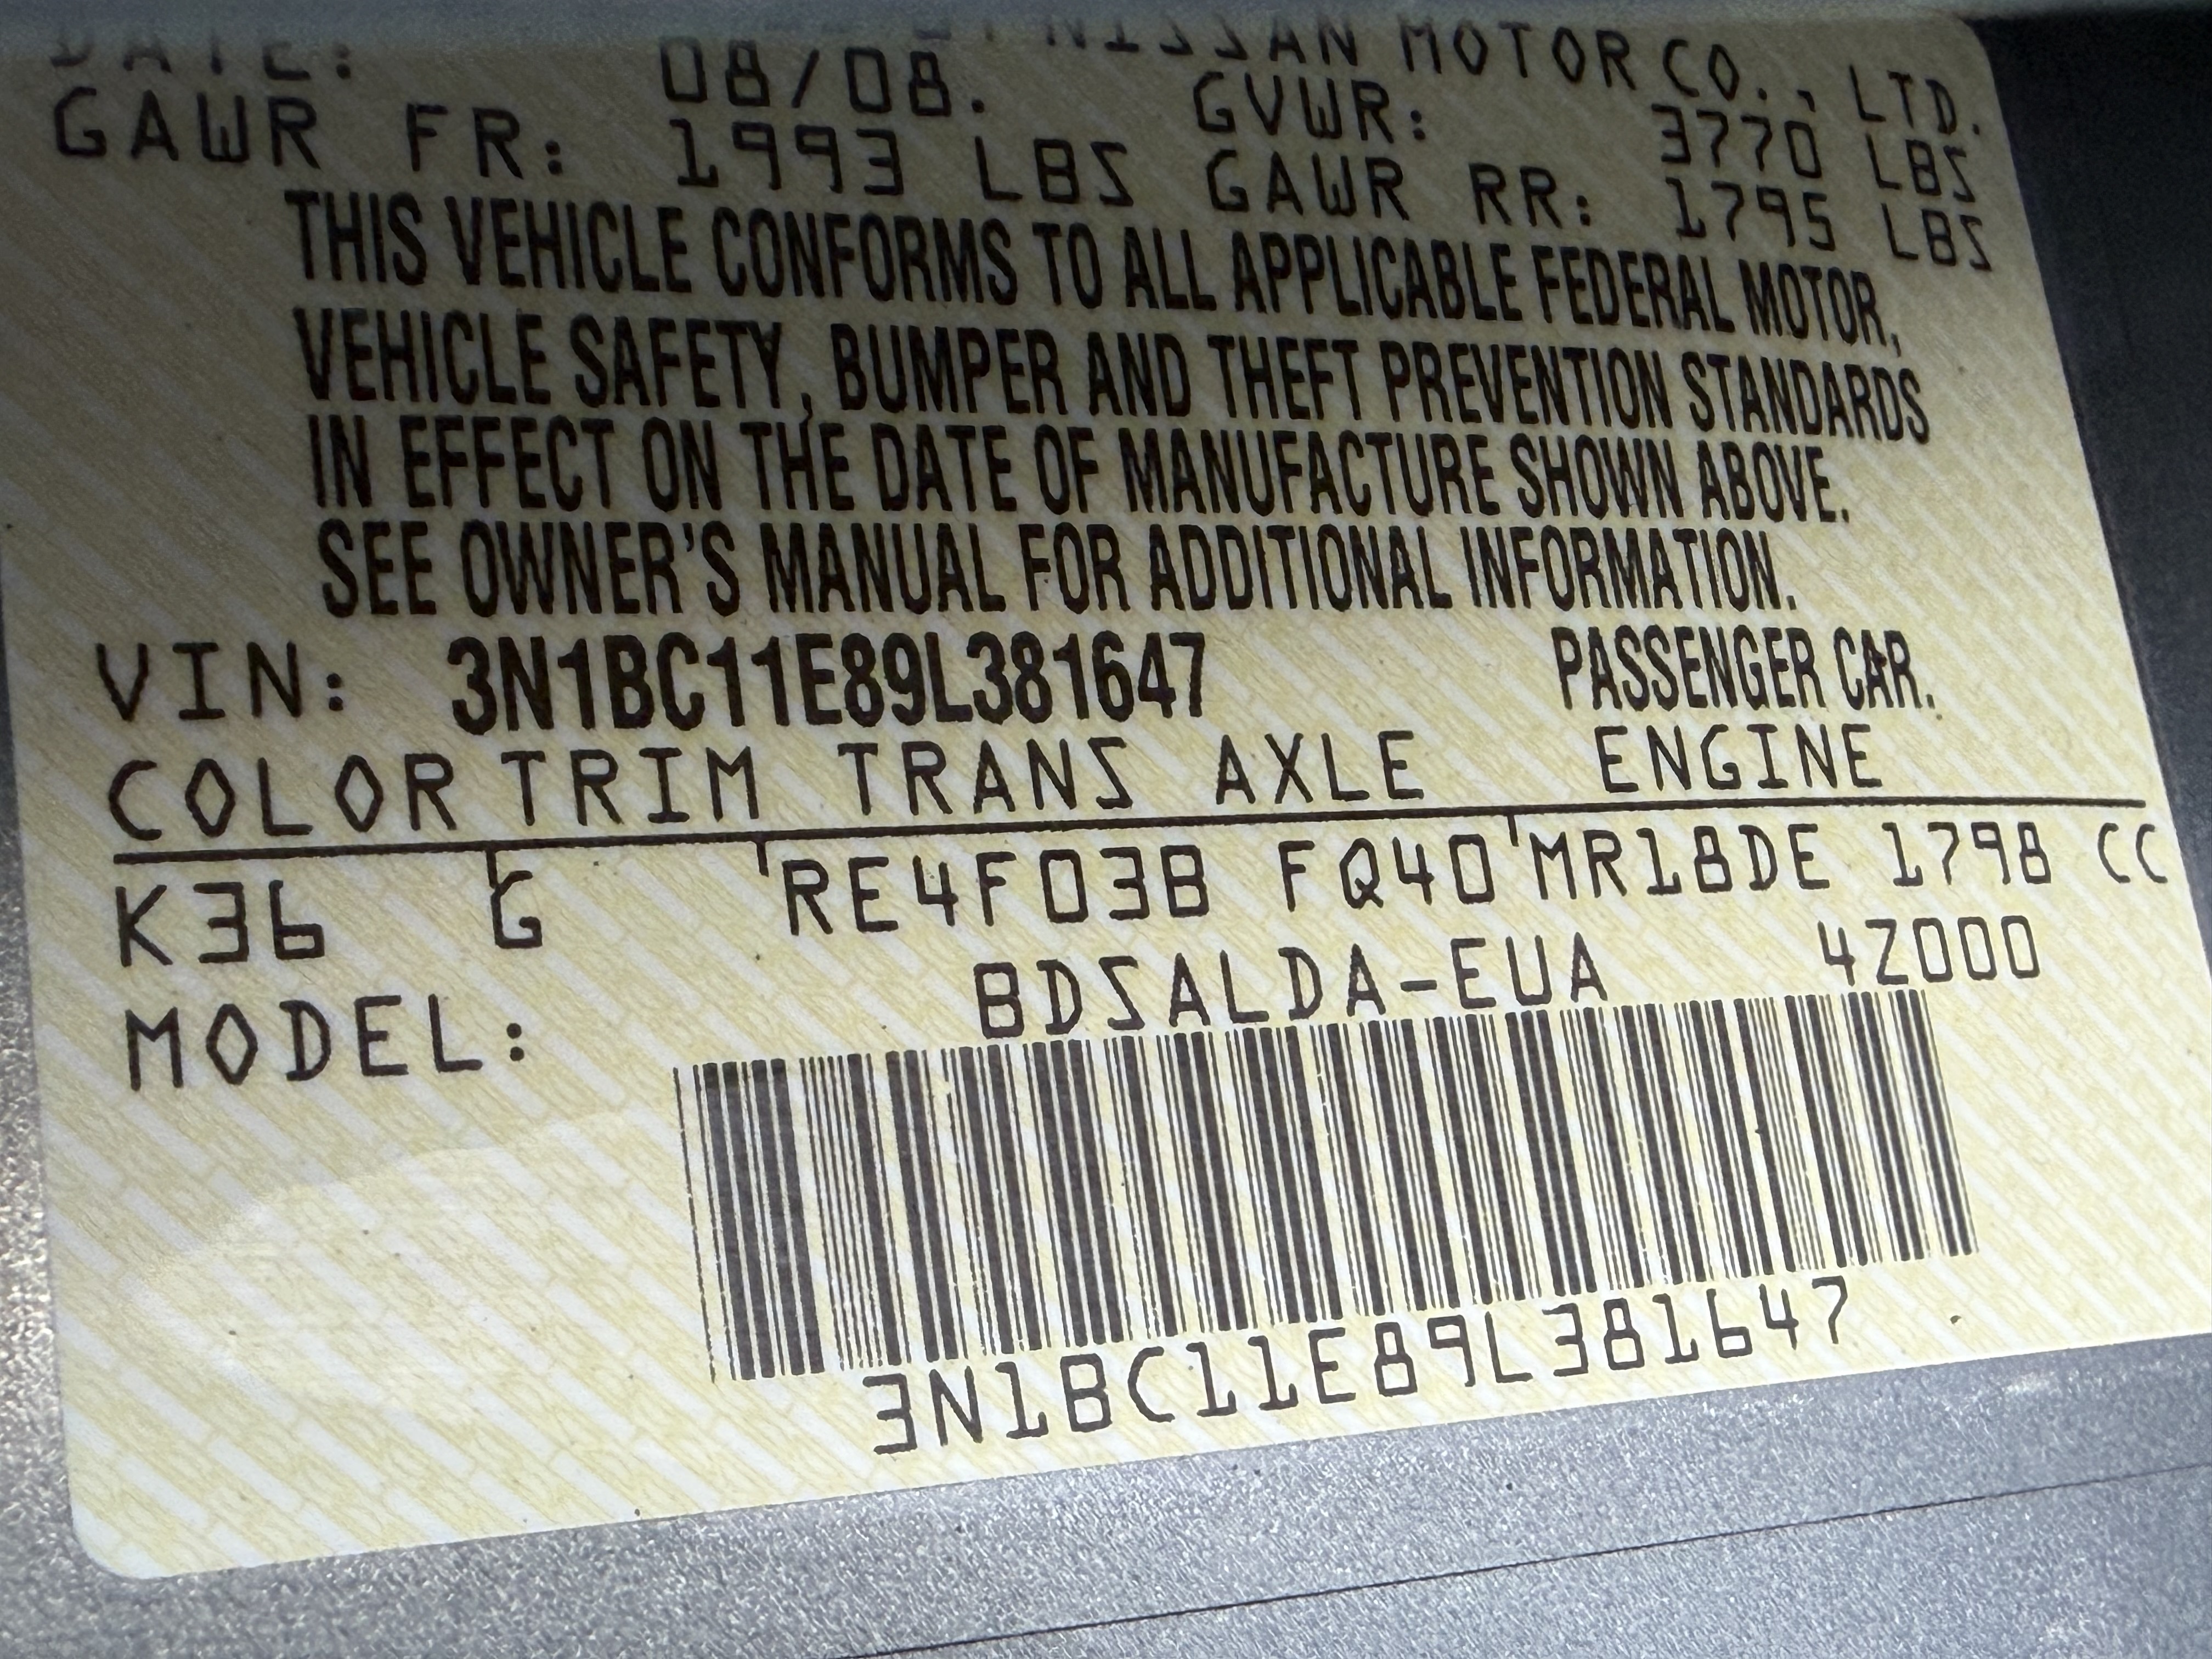 DATE: NISSAN MOTOR CO., LTD.
08/08. GVWR: 3770 LBS
GAWR FR: 1993 LBS GAWR RR: 1795 LBS
THIS VEHICLE CONFORMS TO ALL APPLICABLE FEDERAL MOTOR,
VEHICLE SAFETY, BUMPER AND THEFT PREVENTION STANDARDS
IN EFFECT ON THE DATE OF MANUFACTURE SHOWN ABOVE.
SEE OWNER'S MANUAL FOR ADDITIONAL INFORMATION.
VIN: 3N1BC11E89L381647 PASSENGER CAR.
COLOR TRIM TRANS AXLE ENGINE
K36 G RE4F03B FQ40 MR18DE 1798 CC
MODEL: BDSALDA-EUA 4Z000
3N1BC11E89L381647